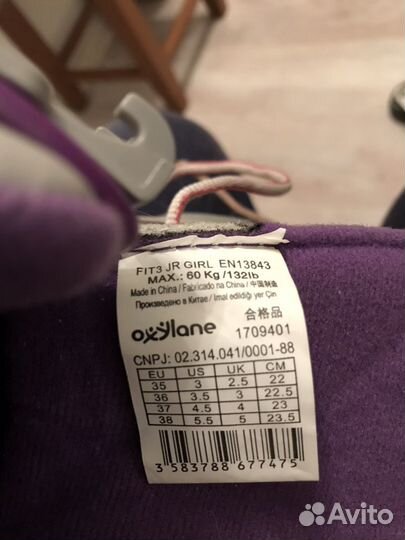 FIT3 JR GIRL EN13843
MAX.: 60 Kg/132lb
Made in China / Fabricado na China / 中国制造
Произведено в Китае / Imal edildiği yer Çin
合格品
oxylane 1709401
CNPJ: 02.314.041/0001-88
EU US UK CM
35 3 2.5 22
36 3.5 3 22.5
37 4.5 4 23
38 5.5 5 23.5
3 583788 677475
Avito